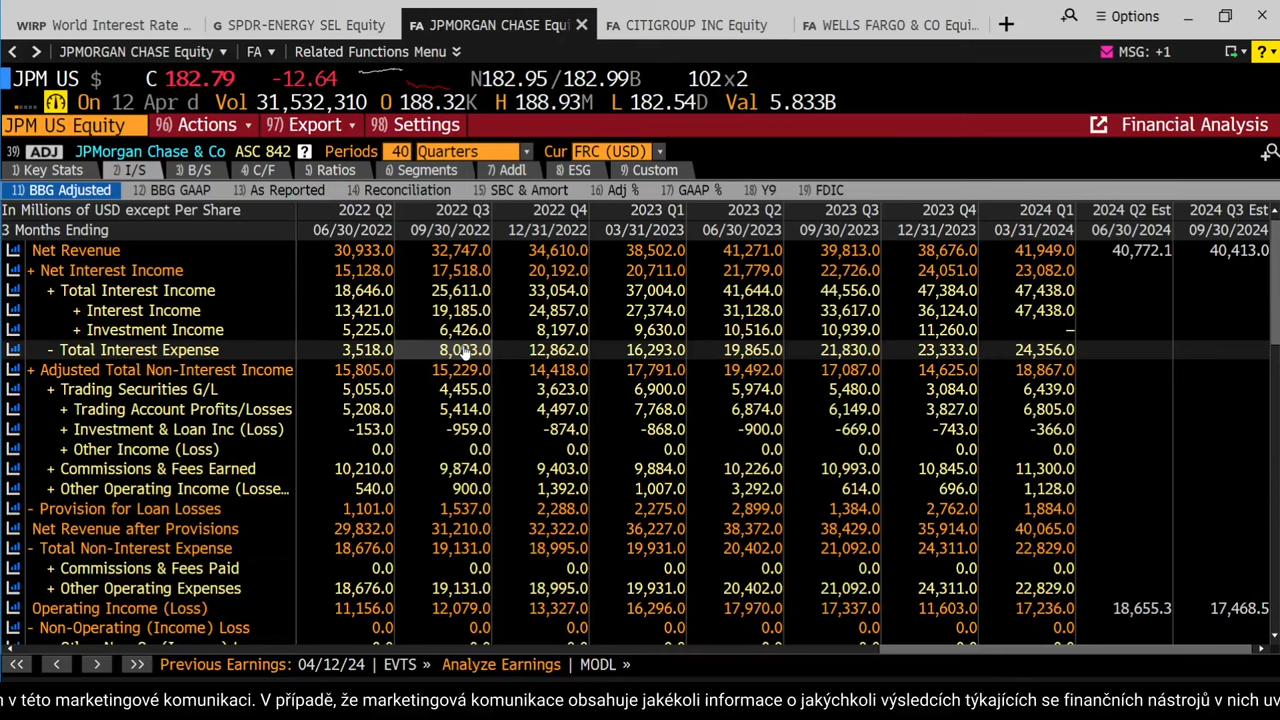 WIRP World Interest Rate ... G SPDR-ENERGY SEL Equity FA JPMORGAN CHASE Equi FA CITIGROUP INC Equity FA WELLS FARGO & CO Equi... Options
JPMORGAN CHASE Equity FA Related Functions Menu MSG: +1 ?
JPM US $ C 182.79 -12.64 N182.95/182.99B 102x2
On 12 Apr d Vol 31,532,310 O 188.32K H 188.93M L 182.54D Val 5.833B
JPM US Equity 96) Actions 97) Export 98) Settings Financial Analysis
39) ADJ JPMorgan Chase & Co ASC 842 ? Periods 40 Quarters Cur FRC (USD)
1) Key Stats 2) I/S 3) B/S 4) C/F 5) Ratios 6) Segments 7) Addl 8) ESG 9) Custom
11) BBG Adjusted 12) BBG GAAP 13) As Reported 14) Reconciliation 15) SBC & Amort 16) Adj % 17) GAAP % 18) Y9 19) FDIC
In Millions of USD except Per Share 2022 Q2 2022 Q3 2022 Q4 2023 Q1 2023 Q2 2023 Q3 2023 Q4 2024 Q1 2024 Q2 Est 2024 Q3 Est
3 Months Ending 06/30/2022 09/30/2022 12/31/2022 03/31/2023 06/30/2023 09/30/2023 12/31/2023 03/31/2024 06/30/2024 09/30/2024
Net Revenue 30,933.0 32,747.0 34,610.0 38,502.0 41,271.0 39,813.0 38,676.0 41,949.0 40,772.1 40,413.0
+ Net Interest Income 15,128.0 17,518.0 20,192.0 20,711.0 21,779.0 22,726.0 24,051.0 23,082.0
+ Total Interest Income 18,646.0 25,611.0 33,054.0 37,004.0 41,644.0 44,556.0 47,384.0 47,438.0
+ Interest Income 13,421.0 19,185.0 24,857.0 27,374.0 31,128.0 33,617.0 36,124.0 47,438.0
+ Investment Income 5,225.0 6,426.0 8,197.0 9,630.0 10,516.0 10,939.0 11,260.0 –
- Total Interest Expense 3,518.0 12,862.0 16,293.0 19,865.0 21,830.0 23,333.0 24,356.0
+ Adjusted Total Non-Interest Income 15,805.0 15,229.0 14,418.0 17,791.0 19,492.0 17,087.0 14,625.0 18,867.0
+ Trading Securities G/L 5,055.0 4,455.0 3,623.0 6,900.0 5,974.0 5,480.0 3,084.0 6,439.0
+ Trading Account Profits/Losses 5,208.0 5,414.0 4,497.0 7,768.0 6,874.0 6,149.0 3,827.0 6,805.0
+ Investment & Loan Inc (Loss) -153.0 -959.0 -874.0 -868.0 -900.0 -669.0 -743.0 -366.0
+ Other Income (Loss) 0.0 0.0 0.0 0.0 0.0 0.0 0.0 0.0
+ Commissions & Fees Earned 10,210.0 9,874.0 9,403.0 9,884.0 10,226.0 10,993.0 10,845.0 11,300.0
+ Other Operating Income (Losse... 540.0 900.0 1,392.0 1,007.0 3,292.0 614.0 696.0 1,128.0
- Provision for Loan Losses 1,101.0 1,537.0 2,288.0 2,275.0 2,899.0 1,384.0 2,762.0 1,884.0
Net Revenue after Provisions 29,832.0 31,210.0 32,322.0 36,227.0 38,372.0 38,429.0 35,914.0 40,065.0
- Total Non-Interest Expense 18,676.0 19,131.0 18,995.0 19,931.0 20,402.0 21,092.0 24,311.0 22,829.0
+ Commissions & Fees Paid 0.0 0.0 0.0 0.0 0.0 0.0 0.0 0.0
+ Other Operating Expenses 18,676.0 19,131.0 18,995.0 19,931.0 20,402.0 21,092.0 24,311.0 22,829.0
Operating Income (Loss) 11,156.0 12,079.0 13,327.0 16,296.0 17,970.0 17,337.0 11,603.0 17,236.0 18,655.3 17,468.5
- Non-Operating (Income) Loss 0.0 0.0 0.0 0.0 0.0 0.0 0.0 0.0
Previous Earnings: 04/12/24 | EVTS » Analyze Earnings | MODL »
v této marketingové komunikaci. V případě, že marketingová komunikace obsahuje jakékoli informace o jakýchkoli výsledcích týkajících se finančních nástrojů v nich uv